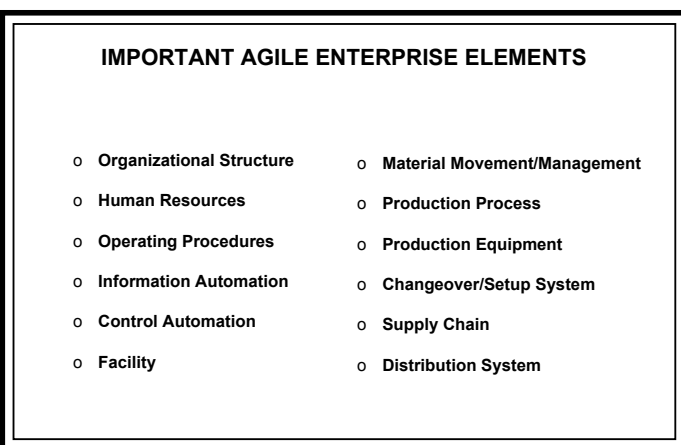 IMPORTANT AGILE ENTERPRISE ELEMENTS
o Organizational Structure
o Human Resources
o Operating Procedures
o Information Automation
o Control Automation
o Facility
o Material Movement/Management
o Production Process
o Production Equipment
o Changeover/Setup System
o Supply Chain
o Distribution System